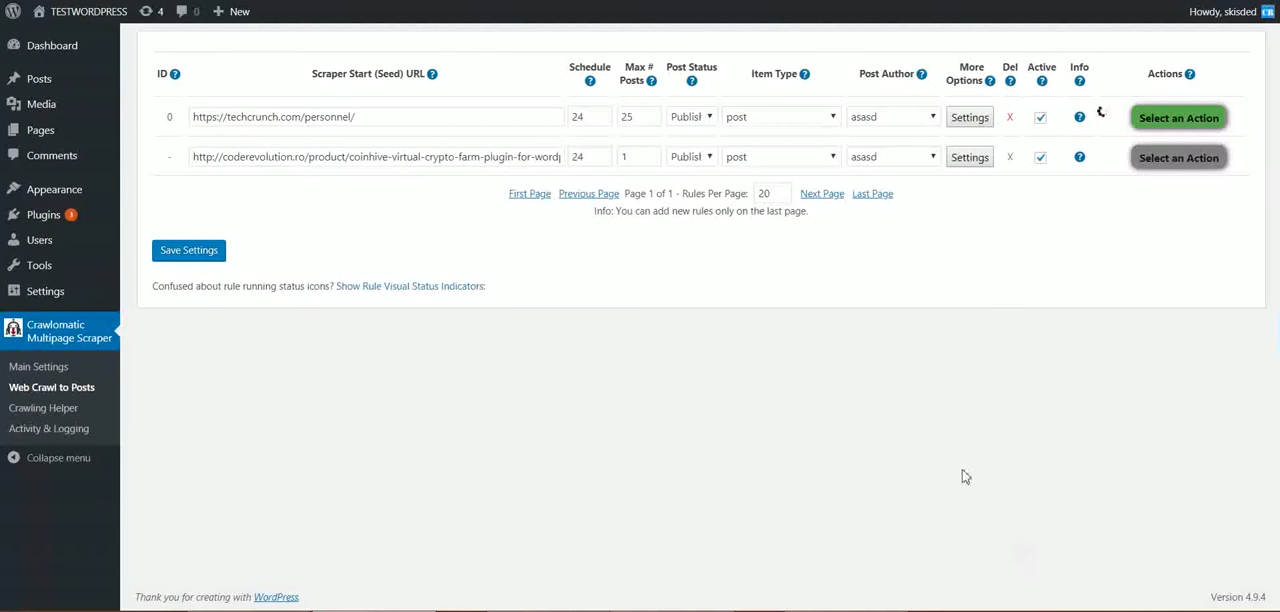 TESTWORDPRESS 4 0 New Howdy, skisded CR
Dashboard
Posts
Media
Pages
Comments
Appearance
Plugins 3
Users
Tools
Settings
Crawlomatic
Multipage Scraper
Main Settings
Web Crawl to Posts
Crawling Helper
Activity & Logging
Collapse menu
ID ? Scraper Start (Seed) URL ? Schedule ? Max # Posts ? Post Status ? Item Type ? Post Author ? More Options ? Del ? Active ? Info ? Actions ?
0 https://techcrunch.com/personnel/ 24 25 Publisł post asasd Settings X ? Select an Action
- http://coderevolution.ro/product/coinhive-virtual-crypto-farm-plugin-for-wordp 24 1 Publisł post asasd Settings X ? Select an Action
First Page Previous Page Page 1 of 1 - Rules Per Page: 20 Next Page Last Page
Info: You can add new rules only on the last page.
Save Settings
Confused about rule running status icons? Show Rule Visual Status Indicators:
Thank you for creating with WordPress. Version 4.9.4